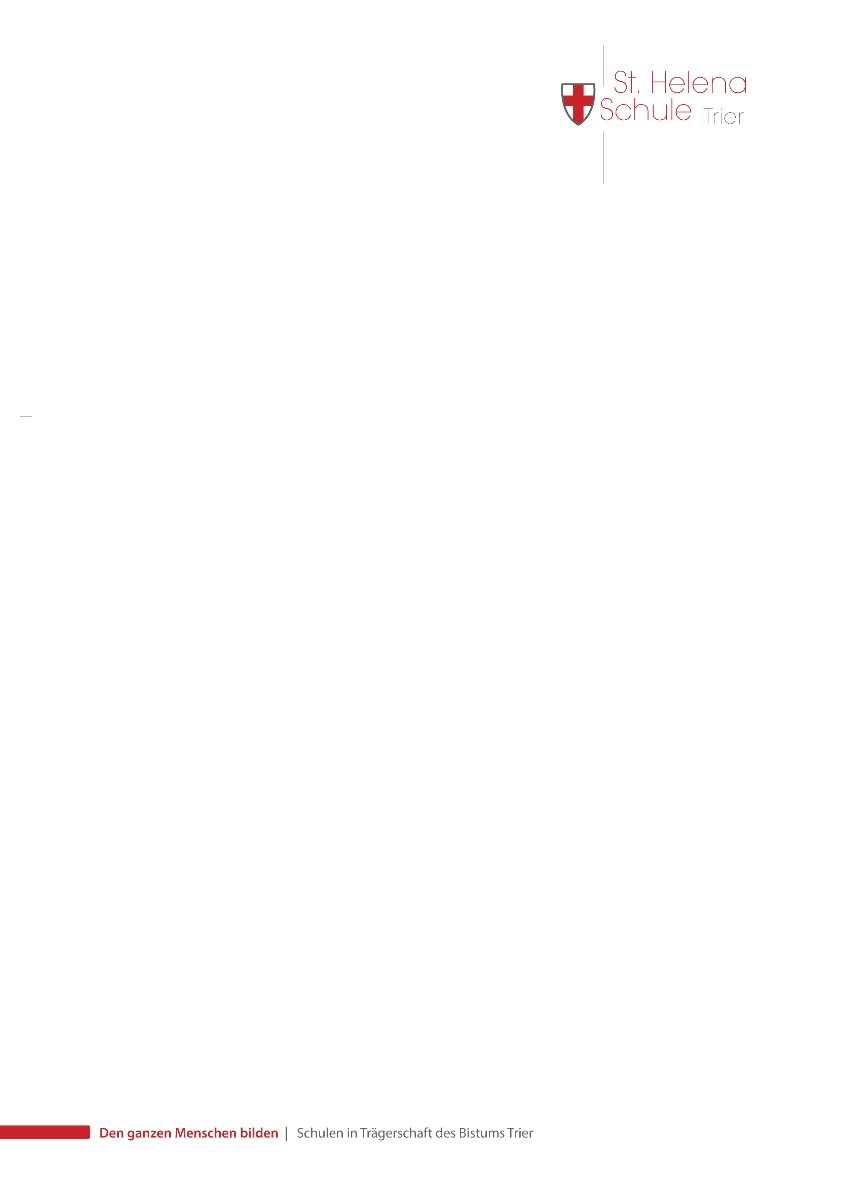 St. Helena
Schule Trier
Den ganzen Menschen bilden | Schulen in Trägerschaft des Bistums Trier